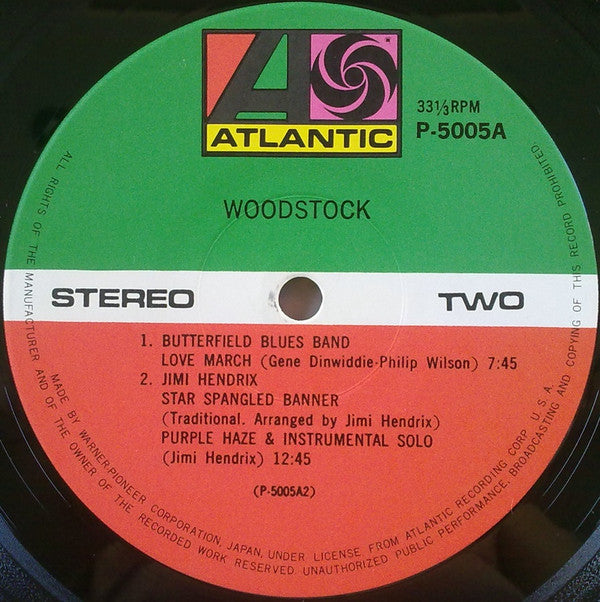 ATLANTIC
33⅓RPM
P-5005A
WOODSTOCK
STEREO
TWO
1. BUTTERFIELD BLUES BAND
LOVE MARCH (Gene Dinwiddie-Philip Wilson) 7:45
2. JIMI HENDRIX
STAR SPANGLED BANNER
(Traditional. Arranged by Jimi Hendrix)
PURPLE HAZE & INSTRUMENTAL SOLO
(Jimi Hendrix) 12:45
(P-5005A2)
ALL RIGHTS OF THE MANUFACTURER AND OF THE OWNER OF THE RECORDED WORK RESERVED. UNAUTHORIZED PUBLIC PERFORMANCE, BROADCASTING AND COPYING OF THIS RECORD PROHIBITED.
MADE BY WARNER-PIONEER CORPORATION, JAPAN, UNDER LICENSE FROM ATLANTIC RECORDING CORP. U.S.A.